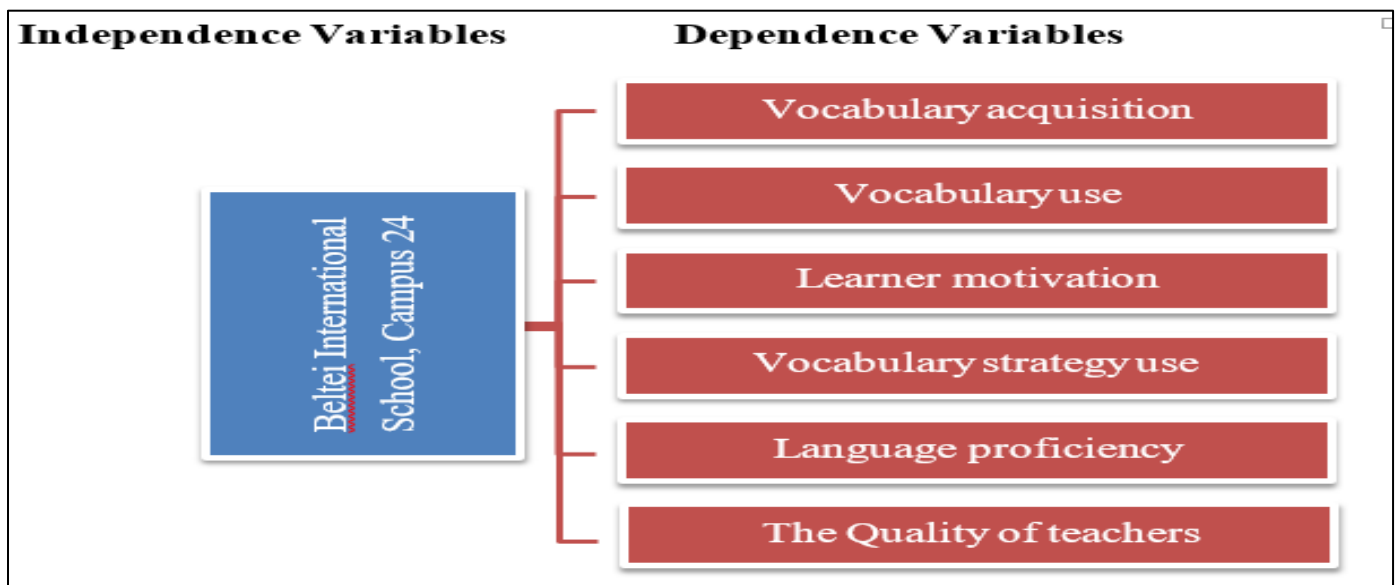 Independence Variables
Dependence Variables
Beltei International
School, Campus 24
Vocabulary acquisition
Vocabulary use
Learner motivation
Vocabulary strategy use
Language proficiency
The Quality of teachers